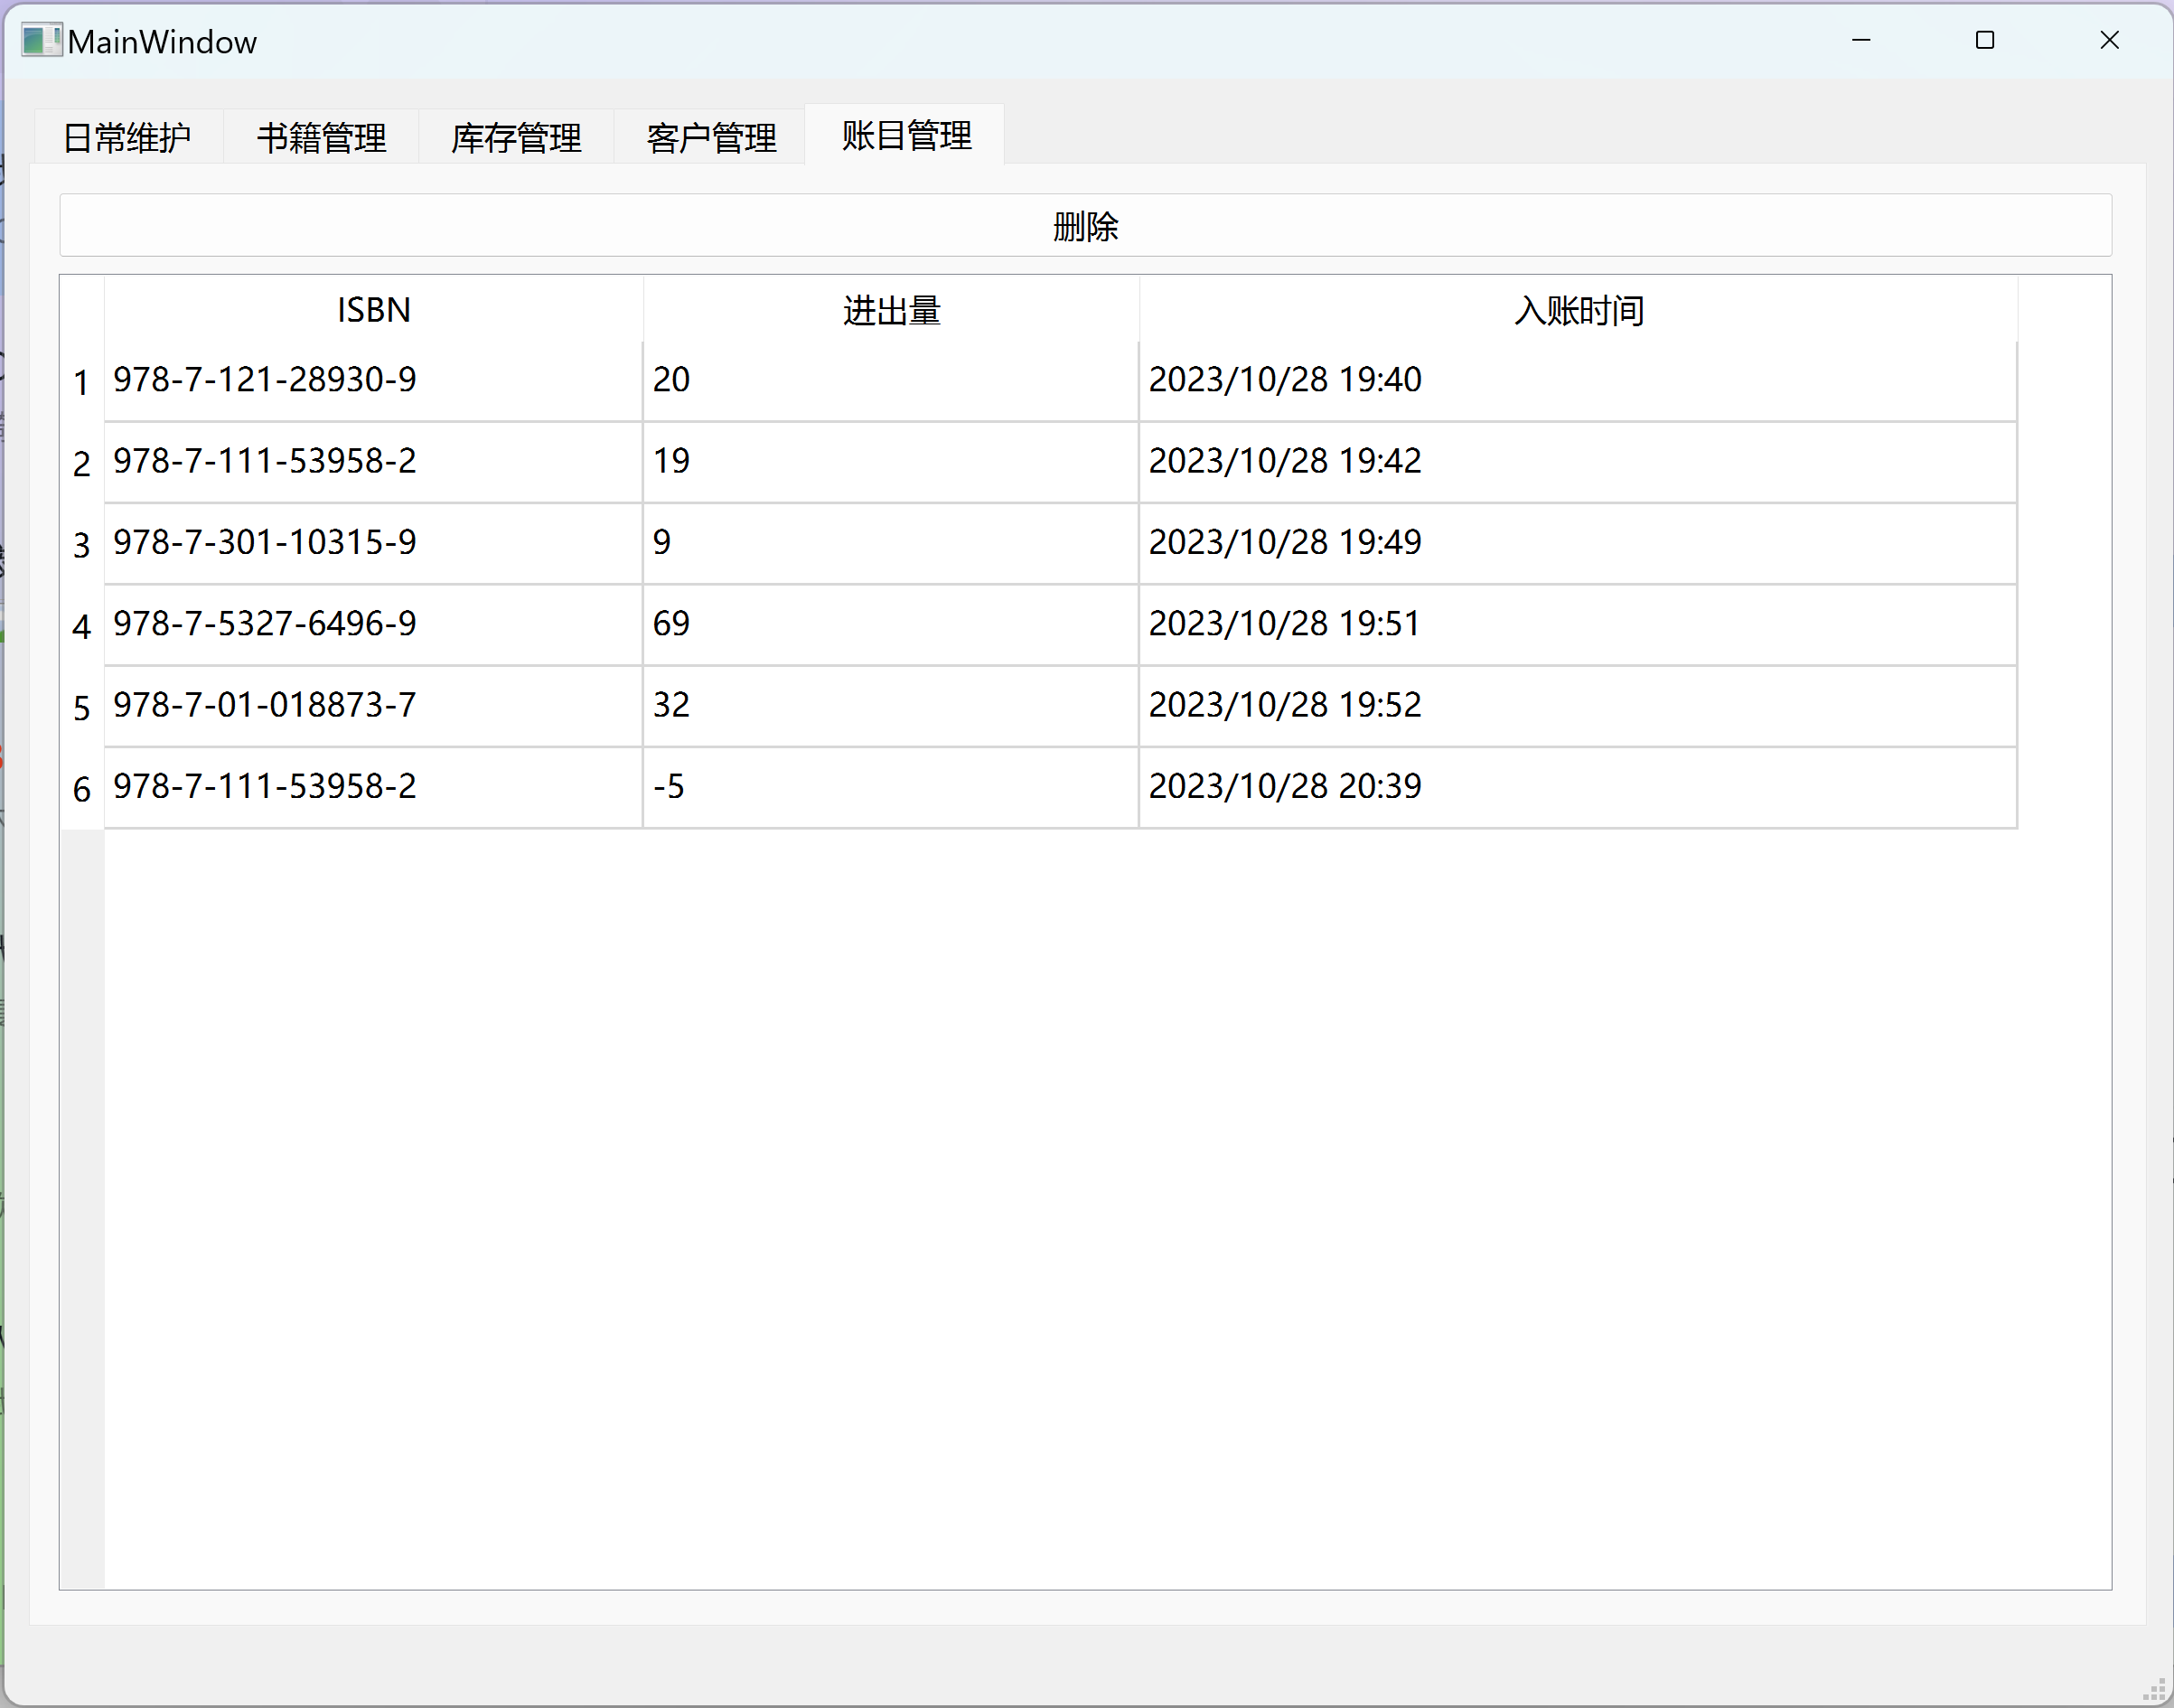 MainWindow
日常维护 书籍管理 库存管理 客户管理 账目管理
删除
ISBN 进出量 入账时间
1 978-7-121-28930-9 20 2023/10/28 19:40
2 978-7-111-53958-2 19 2023/10/28 19:42
3 978-7-301-10315-9 9 2023/10/28 19:49
4 978-7-5327-6496-9 69 2023/10/28 19:51
5 978-7-01-018873-7 32 2023/10/28 19:52
6 978-7-111-53958-2 -5 2023/10/28 20:39